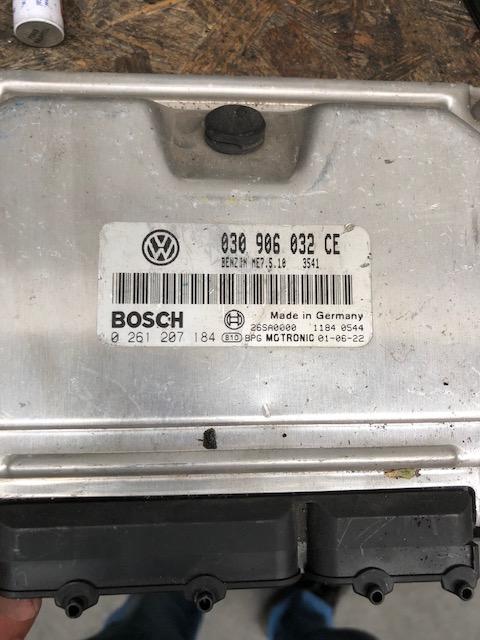 030 906 032 CE
BENZIN ME7.5.10 3541
BOSCH Made in Germany
26SA0000 1184 0544
0 261 207 184 B10 BPG MOTRONIC 01-06-22